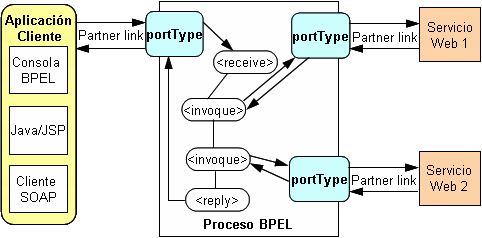 Aplicación
Cliente
Consola
BPEL
Java/JSP
Cliente
SOAP
Partner link
portType
<receive>
<invoque>
<invoque>
<reply>
Proceso BPEL
portType
Partner link
Servicio
Web 1
portType
Partner link
Servicio
Web 2